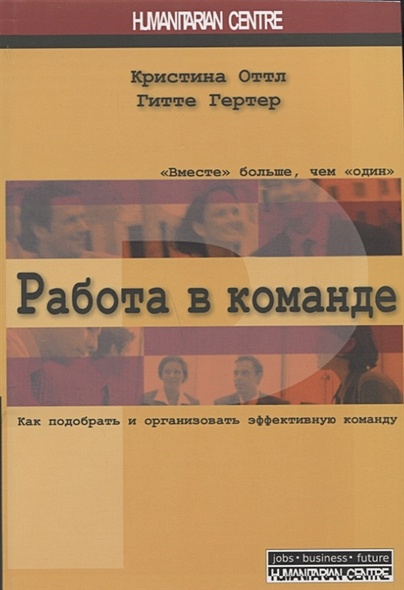 HUMANITARIAN CENTRE
Кристина Оттл
Гитте Гертер
«Вместе» больше, чем «один»
Работа в команде
Как подобрать и организовать эффективную команду
jobs · business · future
HUMANITARIAN CENTRE